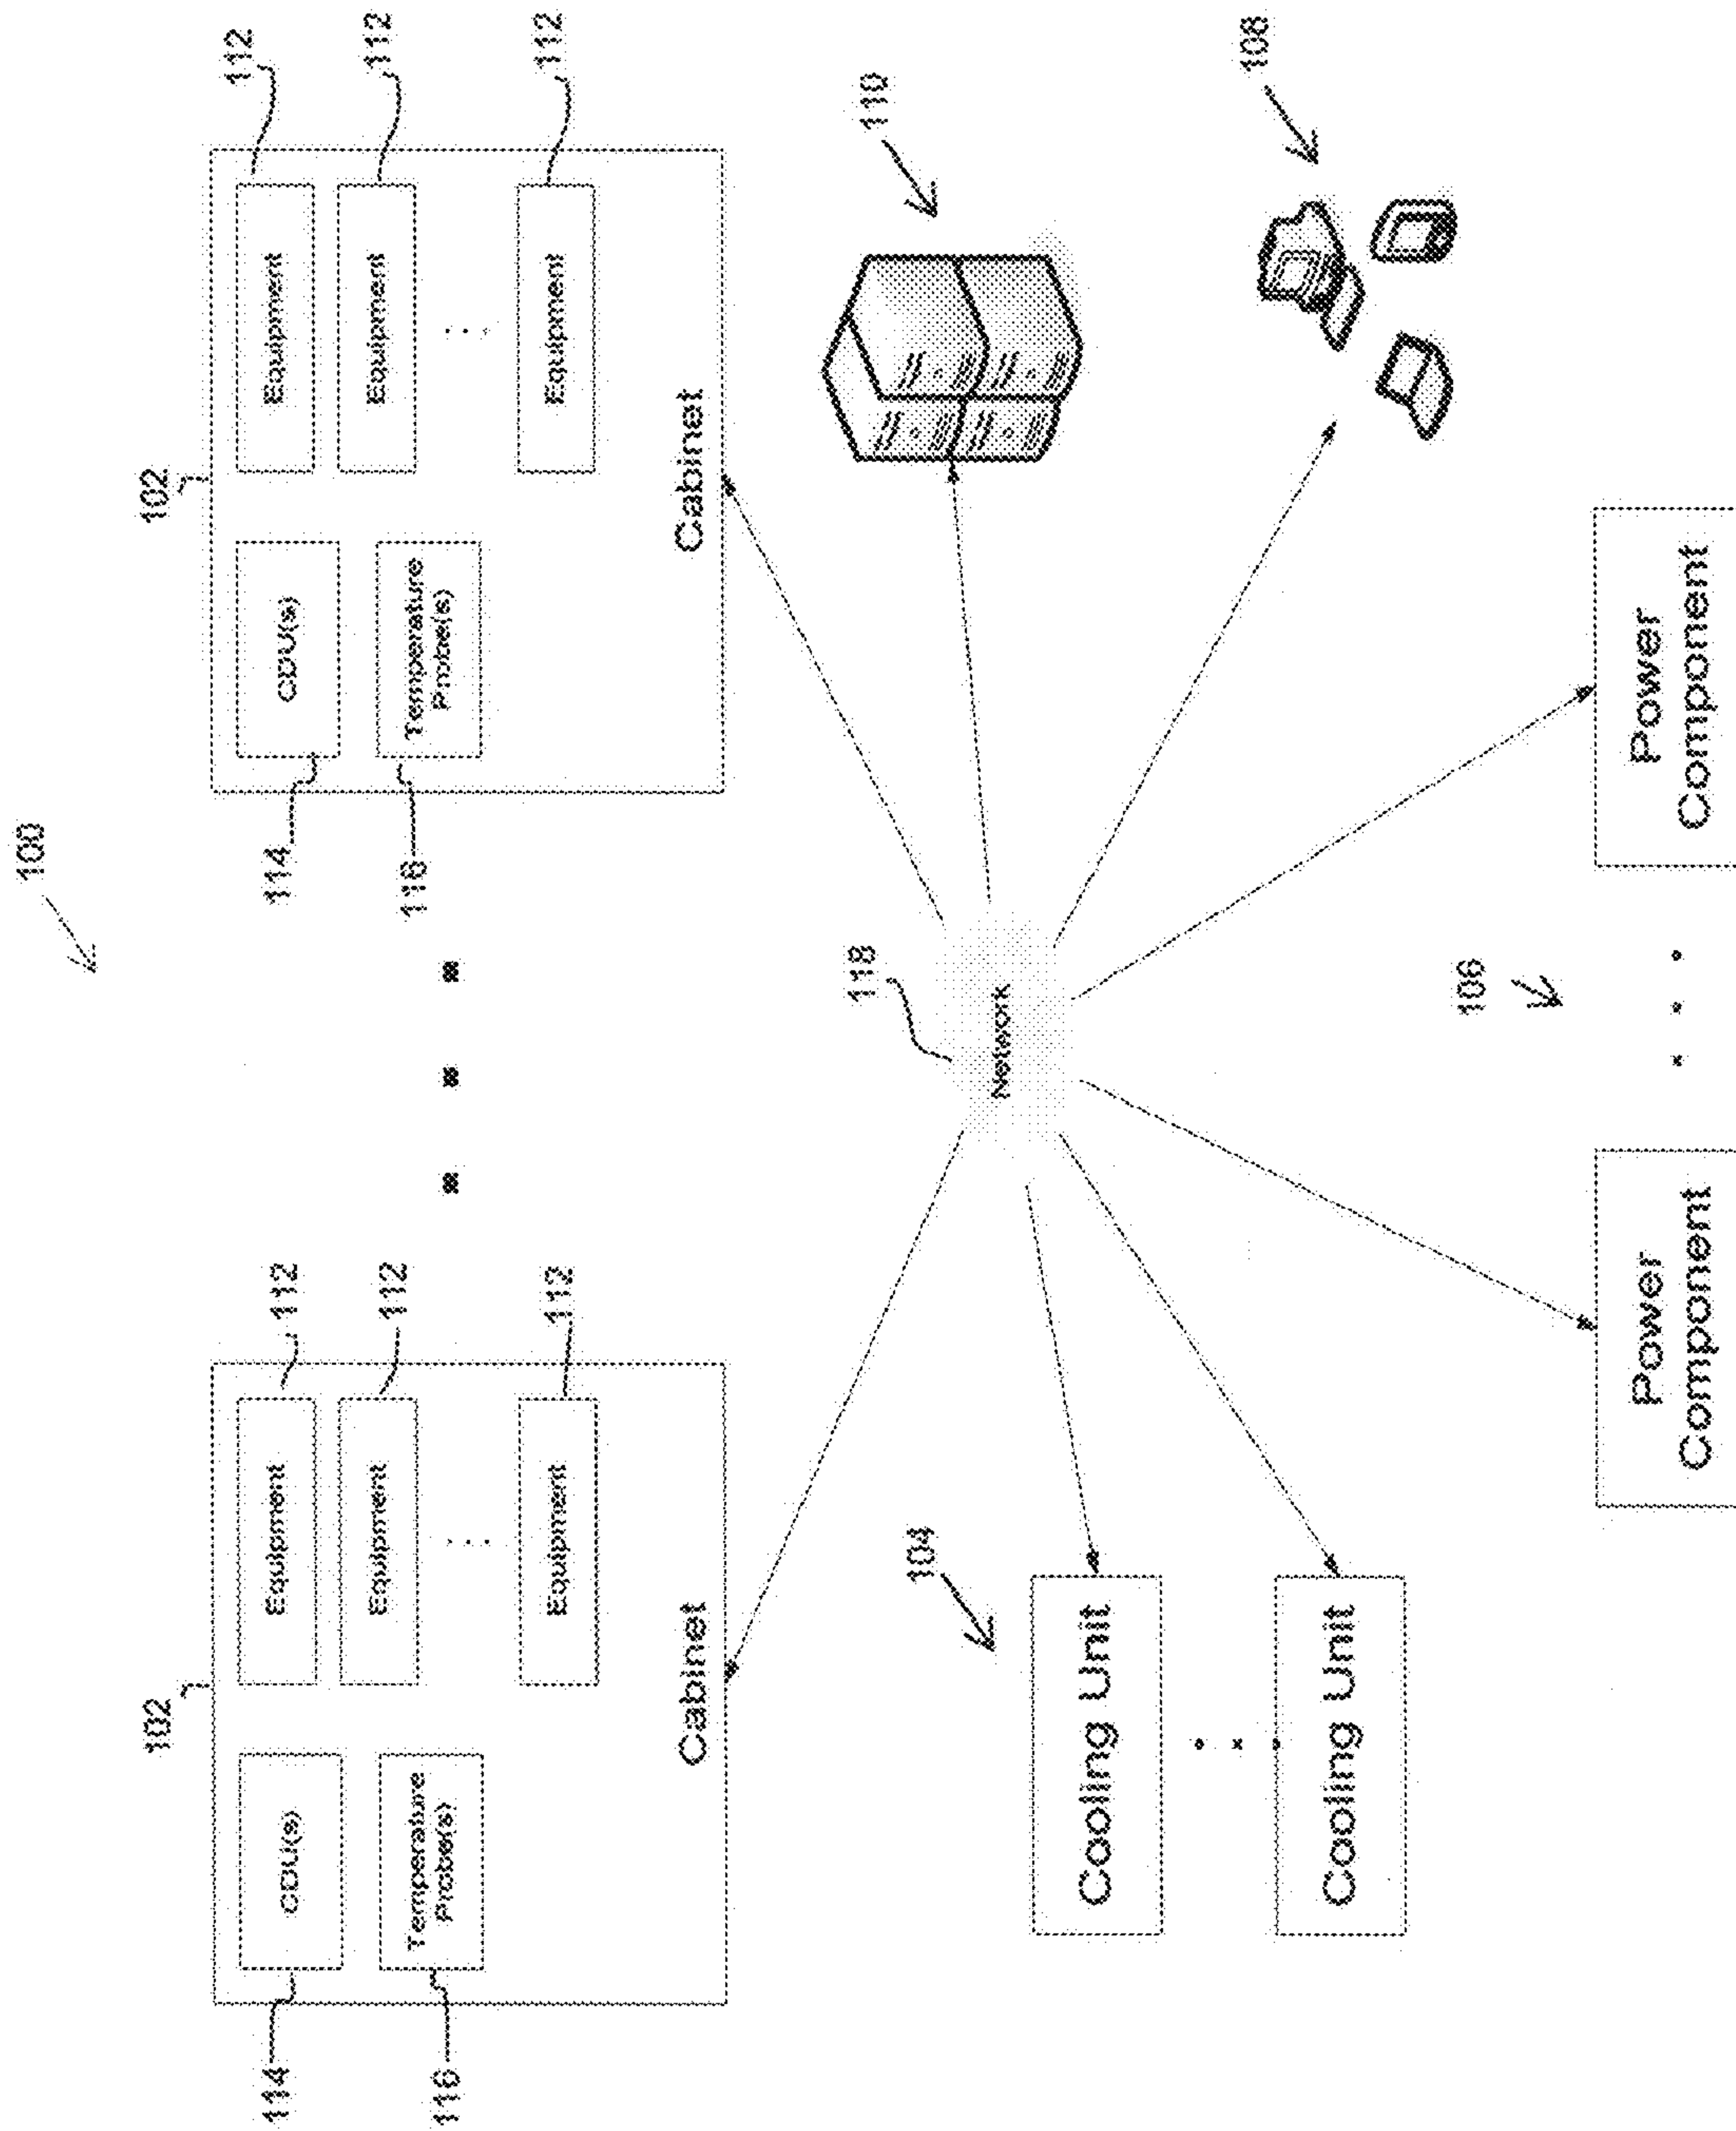 100
102
102
CDU(s)
Equipment
112
114
Temperature
Probe(s)
Equipment
112
116
Equipment
112
Cabinet
CDU(s)
Equipment
112
114
Temperature
Probe(s)
Equipment
112
116
Equipment
112
Cabinet
118
Network
110
104
Cooling Unit
Cooling Unit
108
106
Power
Component
Power
Component